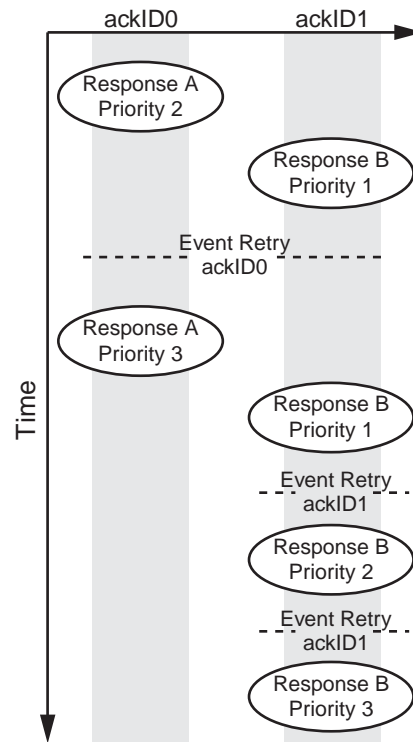 ackID0 ackID1
Response A
Priority 2
Response B
Priority 1
Event Retry
ackID0
Response A
Priority 3
Response B
Priority 1
Event Retry
ackID1
Response B
Priority 2
Event Retry
ackID1
Response B
Priority 3
Time